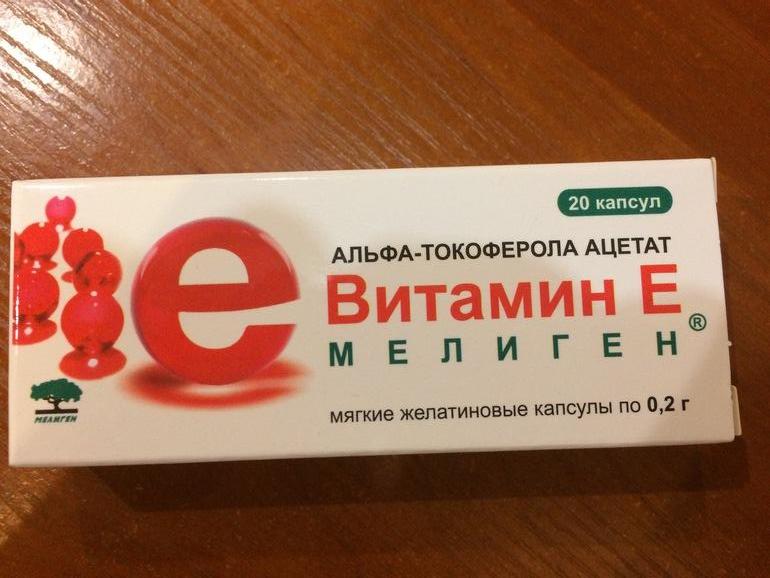 20 капсул
АЛЬФА-ТОКОФЕРОЛА АЦЕТАТ
e Витамин Е
МЕЛИГЕН®
мягкие желатиновые капсулы по 0,2 г
МЕЛИГЕН